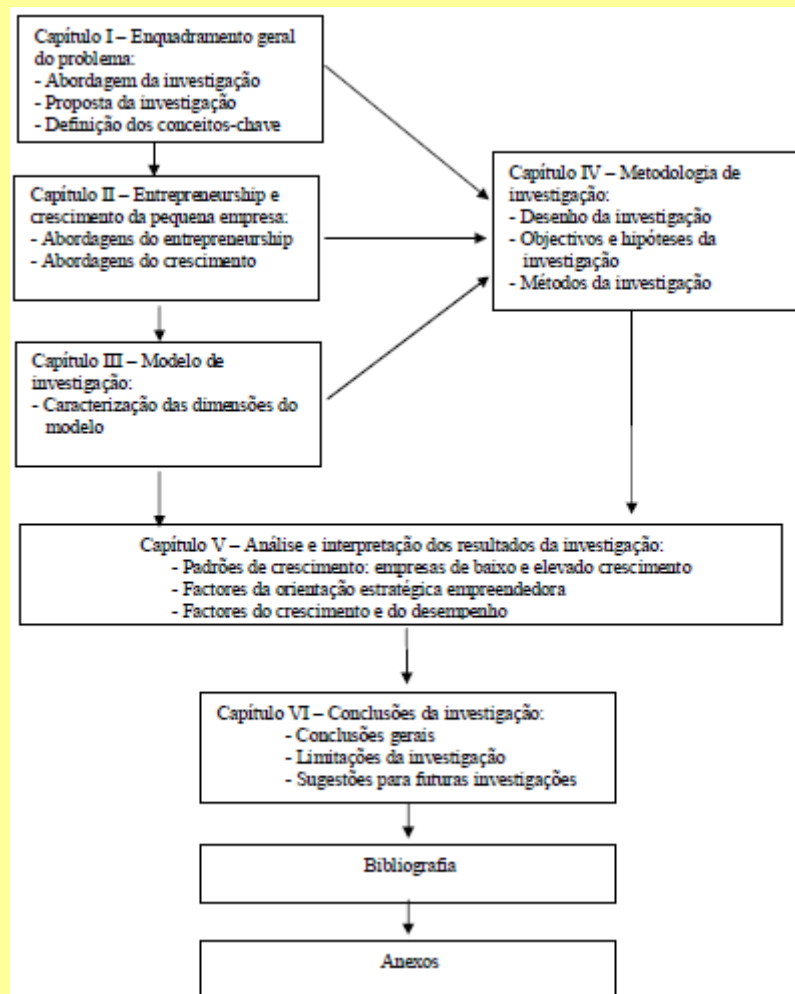 Capítulo I – Enquadramento geral
do problema:
- Abordagem da investigação
- Proposta da investigação
- Definição dos conceitos-chave
Capítulo II – Entrepreneurship e
crescimento da pequena empresa:
- Abordagens do entrepreneurship
- Abordagens do crescimento
Capítulo III – Modelo de
investigação:
- Caracterização das dimensões do
modelo
Capítulo IV – Metodologia de
investigação:
- Desenho da investigação
- Objectivos e hipóteses da
investigação
- Métodos da investigação
Capítulo V – Análise e interpretação dos resultados da investigação:
- Padrões de crescimento: empresas de baixo e elevado crescimento
- Factores da orientação estratégica empreendedora
- Factores do crescimento e do desempenho
Capítulo VI – Conclusões da investigação:
- Conclusões gerais
- Limitações da investigação
- Sugestões para futuras investigações
Bibliografia
Anexos